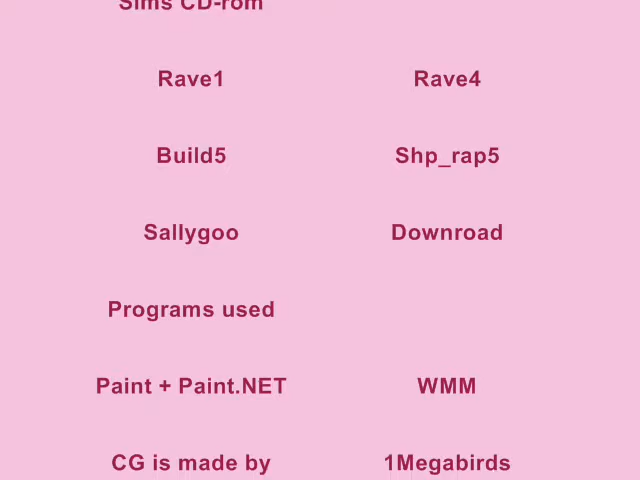 Sims CD-rom
Rave1 Rave4
Build5 Shp_rap5
Sallygoo Downroad
Programs used
Paint + Paint.NET WMM
CG is made by 1Megabirds